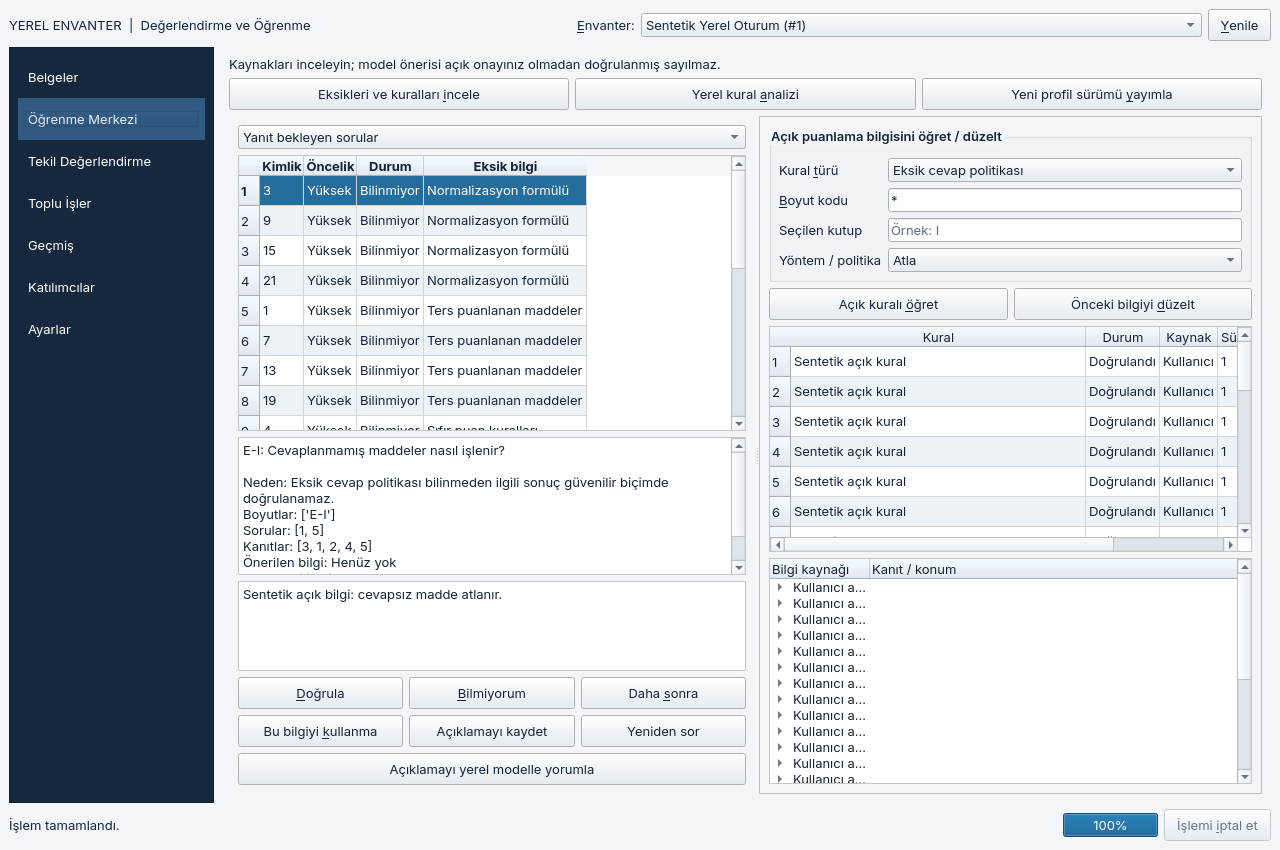 YEREL ENVANTER | Değerlendirme ve Öğrenme
Envanter: Sentetik Yerel Oturum (#1) Yenile
Belgeler
Öğrenme Merkezi
Tekil Değerlendirme
Toplu İşler
Geçmiş
Katılımcılar
Ayarlar
Kaynakları inceleyin; model önerisi açık onayınız olmadan doğrulanmış sayılmaz.
Eksikleri ve kuralları incele
Yerel kural analizi
Yeni profil sürümü yayımla
Yanıt bekleyen sorular
Kimlik Öncelik Durum Eksik bilgi
1 3 Yüksek Bilinmiyor Normalizasyon formülü
2 9 Yüksek Bilinmiyor Normalizasyon formülü
3 15 Yüksek Bilinmiyor Normalizasyon formülü
4 21 Yüksek Bilinmiyor Normalizasyon formülü
5 1 Yüksek Bilinmiyor Ters puanlanan maddeler
6 7 Yüksek Bilinmiyor Ters puanlanan maddeler
7 13 Yüksek Bilinmiyor Ters puanlanan maddeler
8 19 Yüksek Bilinmiyor Ters puanlanan maddeler
9 4 Yüksek Bilinmiyor Sıfır puan kuralları
E-I: Cevaplanmamış maddeler nasıl işlenir?
Neden: Eksik cevap politikası bilinmeden ilgili sonuç güvenilir biçimde
doğrulanamaz.
Boyutlar: ['E-I']
Sorular: [1, 5]
Kanıtlar: [3, 1, 2, 4, 5]
Önerilen bilgi: Henüz yok
Sentetik açık bilgi: cevapsız madde atlanır.
Doğrula
Bilmiyorum
Daha sonra
Bu bilgiyi kullanma
Açıklamayı kaydet
Yeniden sor
Açıklamayı yerel modelle yorumla
Açık puanlama bilgisini öğret / düzelt
Kural türü Eksik cevap politikası
Boyut kodu *
Seçilen kutup Örnek: I
Yöntem / politika Atla
Açık kuralı öğret
Önceki bilgiyi düzelt
Kural Durum Kaynak Sü
1 Sentetik açık kural Doğrulandı Kullanıcı 1
2 Sentetik açık kural Doğrulandı Kullanıcı 1
3 Sentetik açık kural Doğrulandı Kullanıcı 1
4 Sentetik açık kural Doğrulandı Kullanıcı 1
5 Sentetik açık kural Doğrulandı Kullanıcı 1
6 Sentetik açık kural Doğrulandı Kullanıcı 1
Bilgi kaynağı Kanıt / konum
Kullanıcı a...
Kullanıcı a...
Kullanıcı a...
Kullanıcı a...
Kullanıcı a...
Kullanıcı a...
Kullanıcı a...
Kullanıcı a...
Kullanıcı a...
Kullanıcı a...
Kullanıcı a...
Kullanıcı a...
Kullanıcı a...
İşlem tamamlandı.
100%
İşlemi iptal et